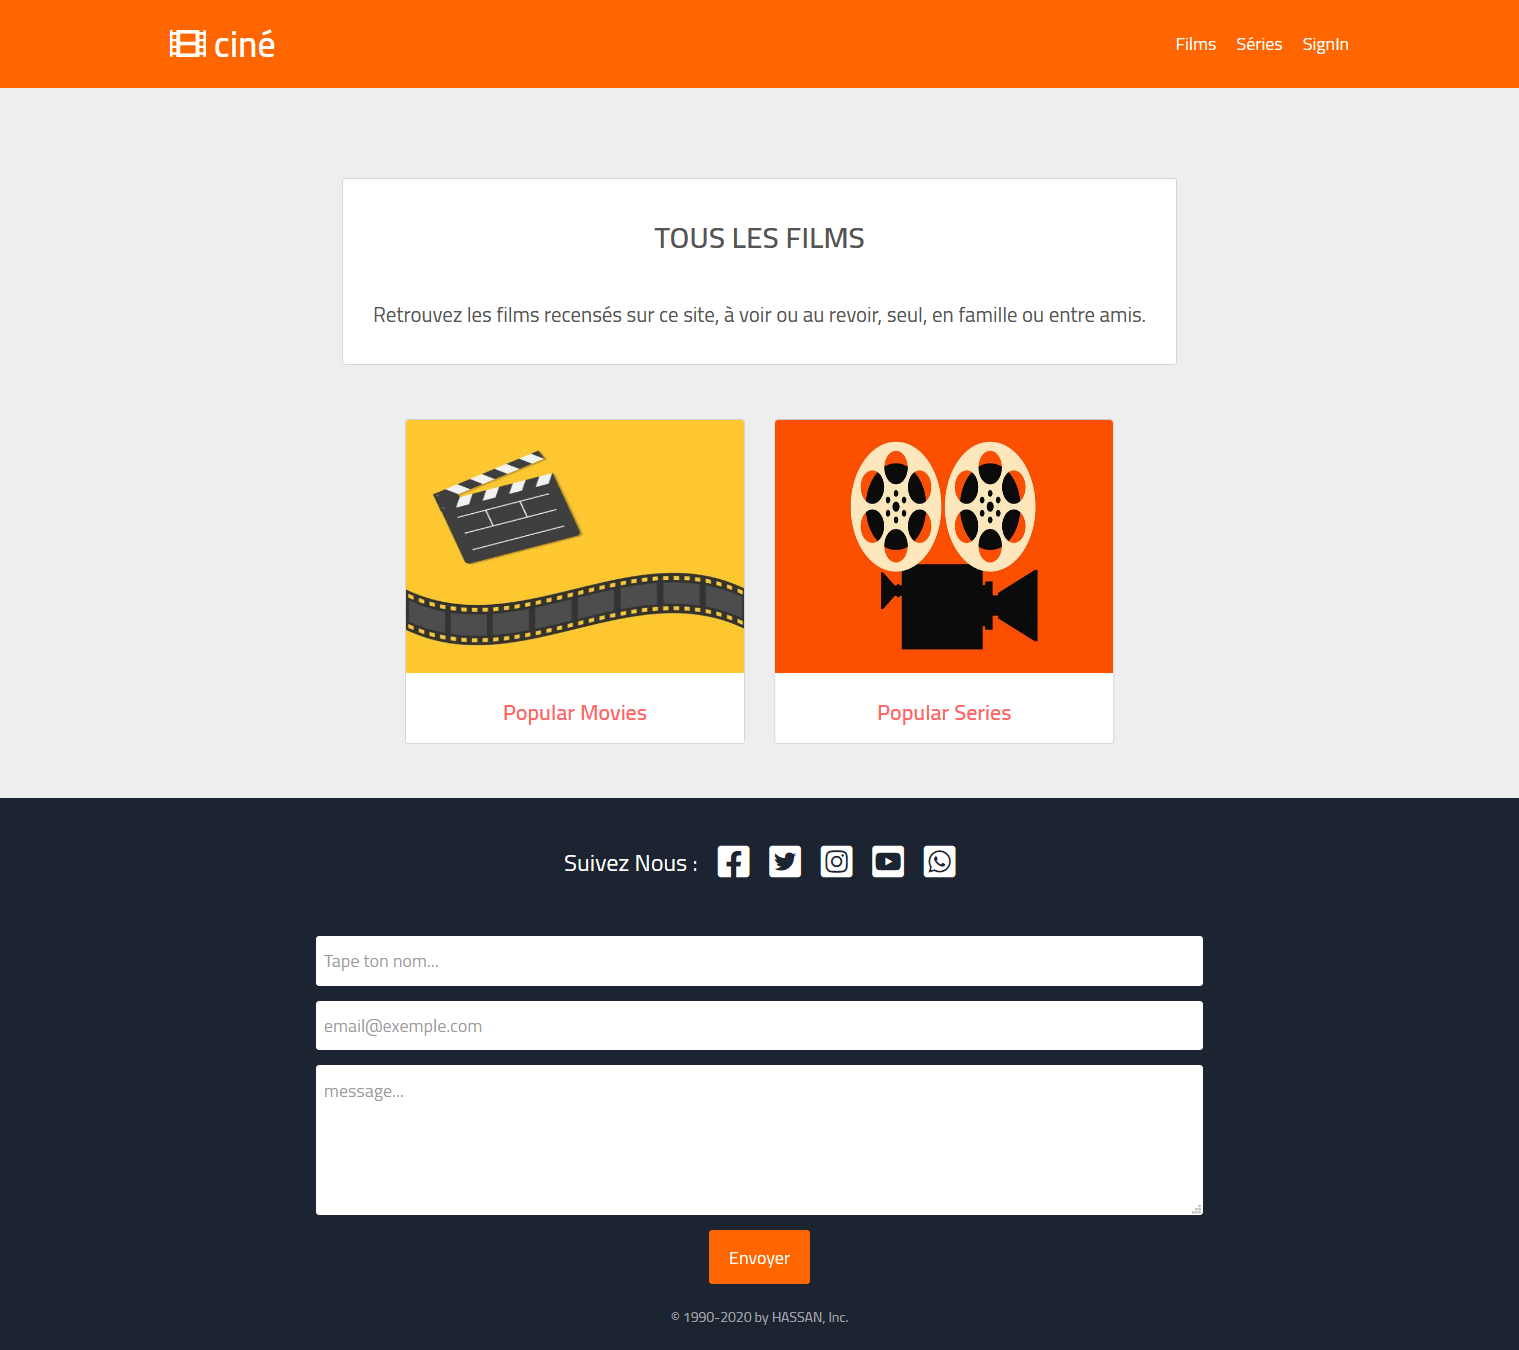 ciné
Films Séries SignIn
TOUS LES FILMS
Retrouvez les films recensés sur ce site, à voir ou au revoir, seul, en famille ou entre amis.
Popular Movies
Popular Series
Suivez Nous :
Tape ton nom...
email@exemple.com
message...
Envoyer
© 1990-2020 by HASSAN, Inc.